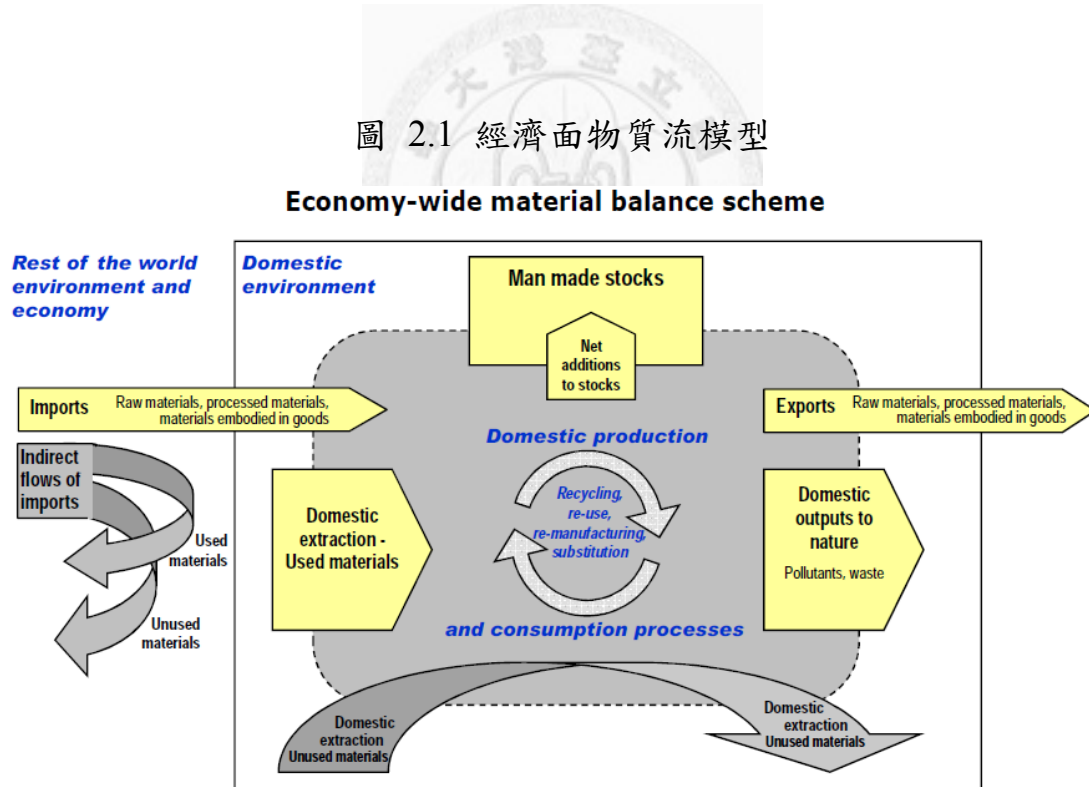 大灣臺立
圖 2.1 經濟面物質流模型
Economy-wide material balance scheme
Rest of the world
environment and
economy
Domestic
environment
Man made stocks
Net
additions
to stocks
Imports
Raw materials, processed materials,
materials embodied in goods
Exports
Raw materials, processed materials,
materials embodied in goods
Indirect
flows of
imports
Used
materials
Unused
materials
Domestic
extraction -
Used materials
Domestic production
Recycling,
re-use,
re-manufacturing,
substitution
and consumption processes
Domestic
outputs to
nature
Pollutants, waste
Domestic
extraction
Unused materials
Domestic
extraction
Unused materials